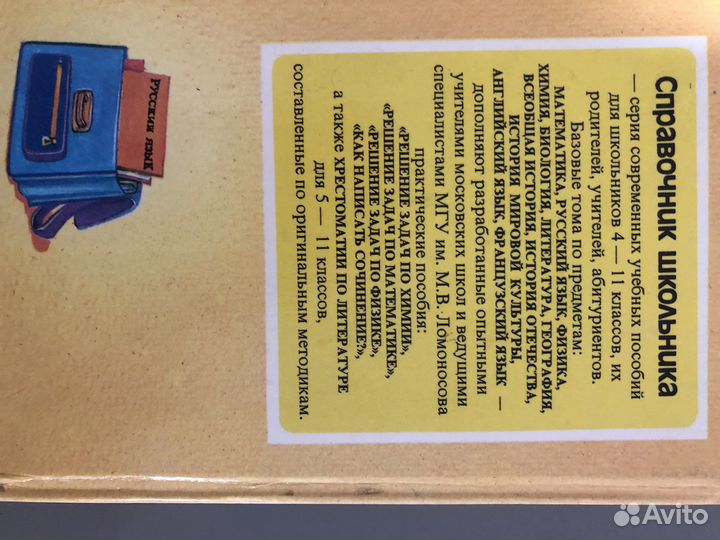 Справочник школьника
— серия современных учебных пособий
для школьников 4 — 11 классов, их
родителей, учителей, абитуриентов.
Базовые тома по предметам:
МАТЕМАТИКА, РУССКИЙ ЯЗЫК, ФИЗИКА,
ХИМИЯ, БИОЛОГИЯ, ЛИТЕРАТУРА, ГЕОГРАФИЯ,
ВСЕОБЩАЯ ИСТОРИЯ, ИСТОРИЯ ОТЕЧЕСТВА,
ИСТОРИЯ МИРОВОЙ КУЛЬТУРЫ,
АНГЛИЙСКИЙ ЯЗЫК, ФРАНЦУЗСКИЙ ЯЗЫК —
дополняют разработанные опытными
учителями московских школ и ведущими
специалистами МГУ им. М.В. Ломоносова
практические пособия:
«РЕШЕНИЕ ЗАДАЧ ПО ХИМИИ»,
«РЕШЕНИЕ ЗАДАЧ ПО МАТЕМАТИКЕ»,
«РЕШЕНИЕ ЗАДАЧ ПО ФИЗИКЕ»,
«КАК НАПИСАТЬ СОЧИНЕНИЕ?»,
а также ХРЕСТОМАТИИ ПО ЛИТЕРАТУРЕ
для 5 — 11 классов,
составленные по оригинальным методикам.
РУССКИЙ ЯЗЫК
Avito